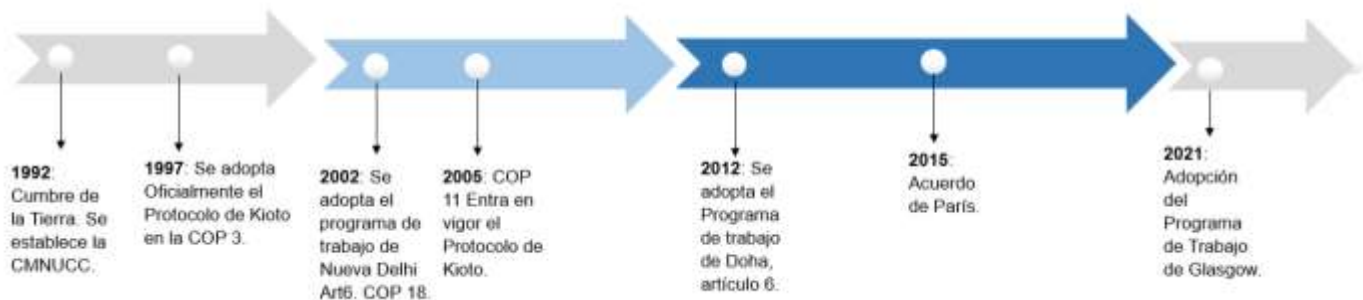 1992:
Cumbre de
la Tierra. Se
establece la
CMNUCC.
1997: Se adopta
Oficialmente el
Protocolo de Kioto
en la COP 3.
2002: Se
adopta el
programa de
trabajo de
Nueva Delhi
Art6. COP 18.
2005: COP
11 Entra en
vigor el
Protocolo de
Kioto.
2012: Se
adopta el
Programa
de trabajo
de Doha,
artículo 6.
2015:
Acuerdo
de París.
2021:
Adopción
del
Programa
de Trabajo
de Glasgow.